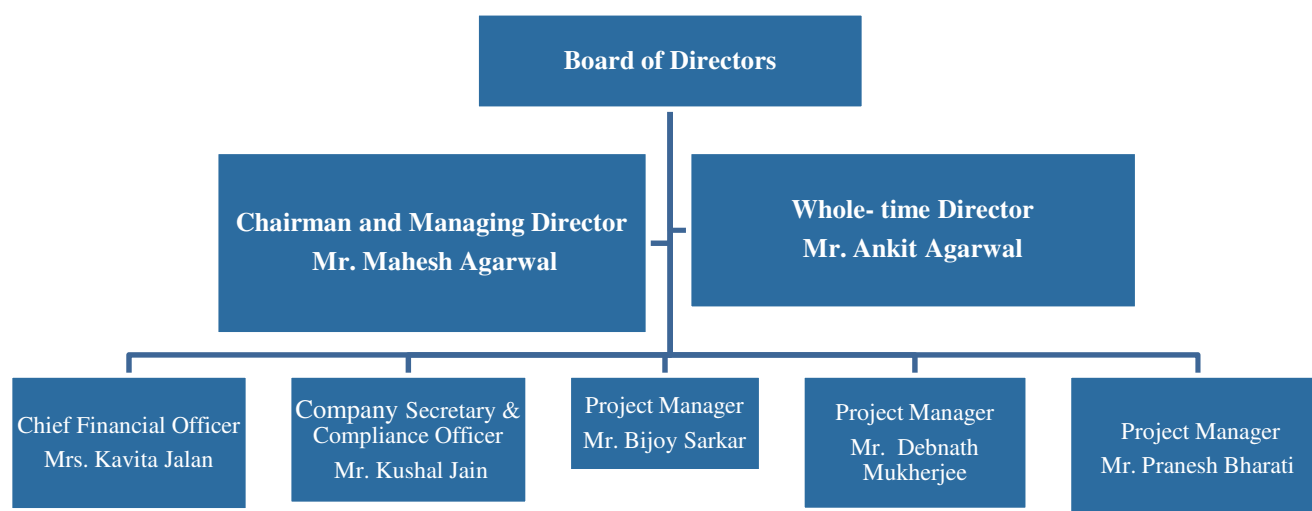 Board of Directors
Chairman and Managing Director
Mr. Mahesh Agarwal
Whole- time Director
Mr. Ankit Agarwal
Chief Financial Officer
Mrs. Kavita Jalan
Company Secretary &
Compliance Officer
Mr. Kushal Jain
Project Manager
Mr. Bijoy Sarkar
Project Manager
Mr. Debnath
Mukherjee
Project Manager
Mr. Pranesh Bharati